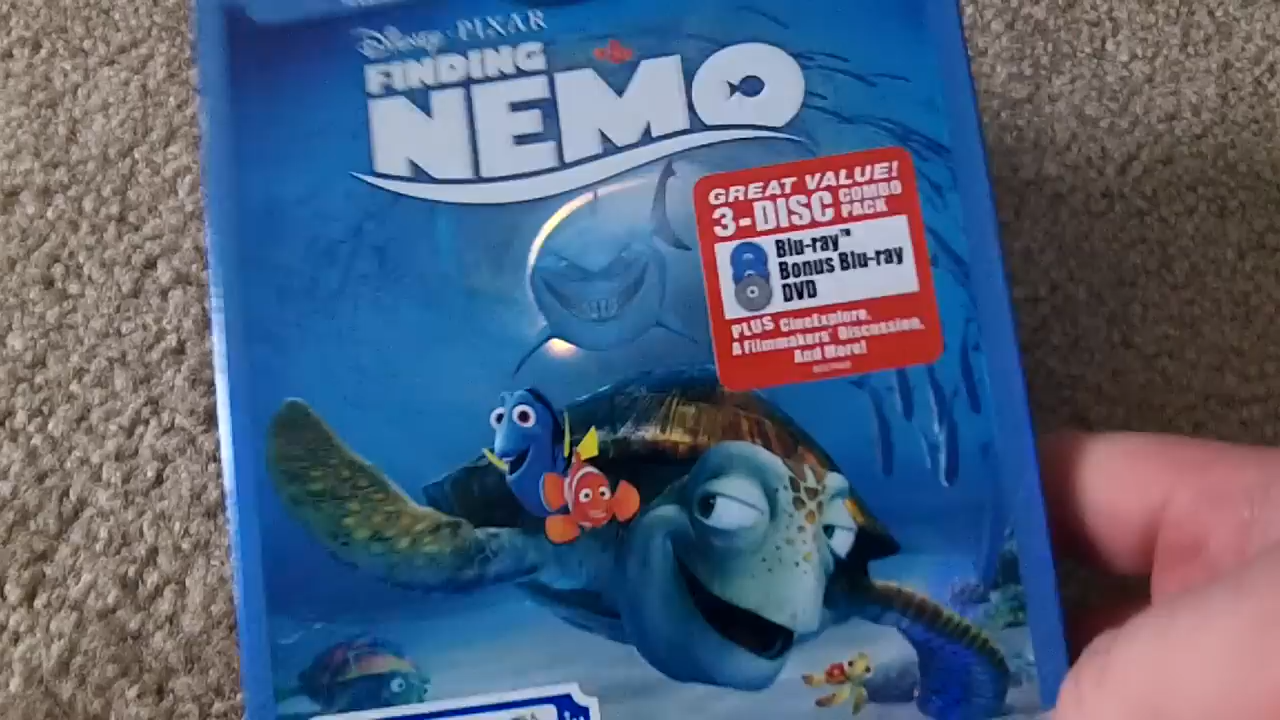 Disney · PIXAR
FINDING
NEMO
GREAT VALUE!
3-DISC COMBO PACK
Blu-ray™
Bonus Blu-ray
DVD
PLUS CineExplore,
A Filmmakers' Discussion,
And More!